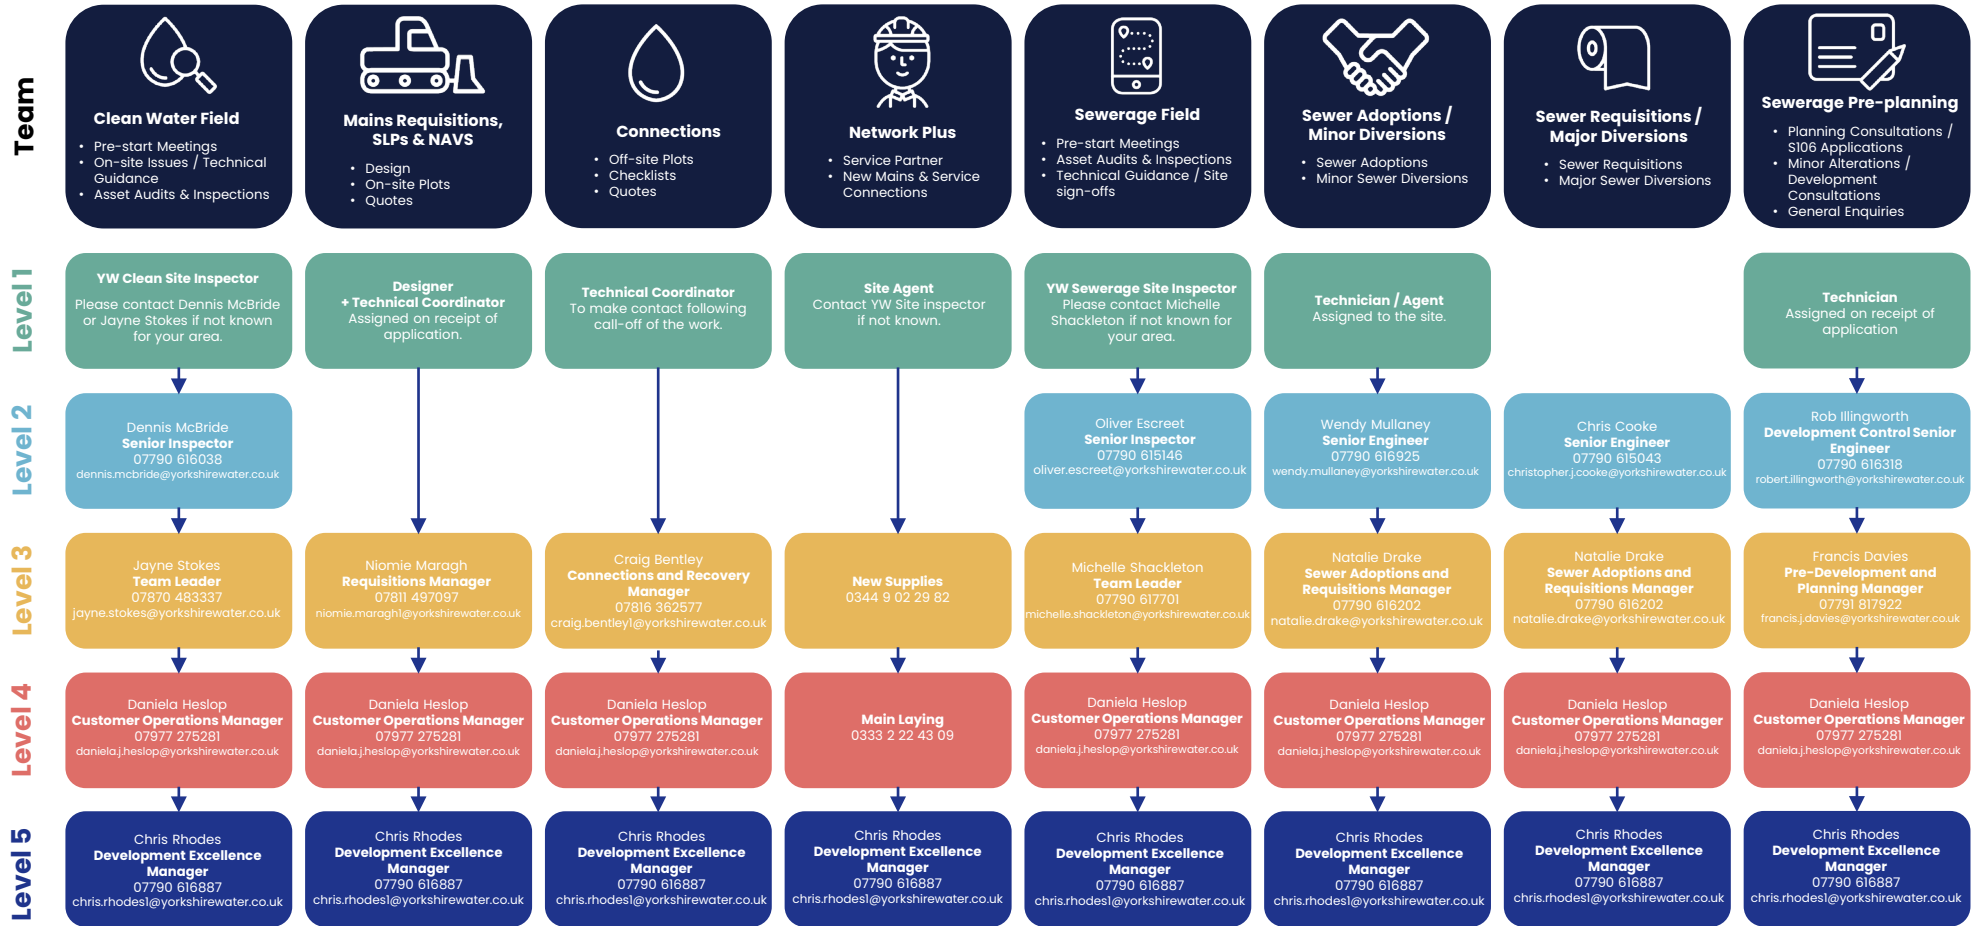 Team
Clean Water Field
• Pre-start Meetings
• On-site Issues / Technical
Guidance
• Asset Audits & Inspections
Mains Requisitions,
SLPs & NAVS
• Design
• On-site Plots
• Quotes
Connections
• Off-site Plots
• Checklists
• Quotes
Network Plus
• Service Partner
• New Mains & Service
Connections
Sewerage Field
• Pre-start Meetings
• Asset Audits & Inspections
• Technical Guidance / Site
sign-offs
Sewer Adoptions /
Minor Diversions
• Sewer Adoptions
• Minor Sewer Diversions
Sewer Requisitions /
Major Diversions
• Sewer Requisitions
• Major Sewer Diversions
Sewerage Pre-planning
• Planning Consultations /
S106 Applications
• Minor Alterations /
Development
Consultations
• General Enquiries
Level 1
YW Clean Site Inspector
Please contact Dennis McBride
or Jayne Stokes if not known
for your area.
Designer
+ Technical Coordinator
Assigned on receipt of
application.
Technical Coordinator
To make contact following
call-off of the work.
Site Agent
Contact YW Site inspector
if not known.
YW Sewerage Site Inspector
Please contact Michelle
Shackleton if not known for
your area.
Technician / Agent
Assigned to the site.
Technician
Assigned on receipt of
application
Level 2
Dennis McBride
Senior Inspector
07790 616038
dennis.mcbride@yorkshirewater.co.uk
Oliver Escreet
Senior Inspector
07790 615146
oliver.escreet@yorkshirewater.co.uk
Wendy Mullaney
Senior Engineer
07790 616925
wendy.mullaney@yorkshirewater.co.uk
Chris Cooke
Senior Engineer
07790 615043
christopher.j.cooke@yorkshirewater.co.uk
Rob Illingworth
Development Control Senior
Engineer
07790 616318
robert.illingworth@yorkshirewater.co.uk
Level 3
Jayne Stokes
Team Leader
07870 483337
jayne.stokes@yorkshirewater.co.uk
Niomie Maragh
Requisitions Manager
07811 497097
niomie.maragh1@yorkshirewater.co.uk
Craig Bentley
Connections and Recovery
Manager
07816 362577
craig.bentley1@yorkshirewater.co.uk
New Supplies
0344 9 02 29 82
Michelle Shackleton
Team Leader
07790 617701
michelle.shackleton@yorkshirewater.co.uk
Natalie Drake
Sewer Adoptions and
Requisitions Manager
07790 616202
natalie.drake@yorkshirewater.co.uk
Natalie Drake
Sewer Adoptions and
Requisitions Manager
07790 616202
natalie.drake@yorkshirewater.co.uk
Francis Davies
Pre-Development and
Planning Manager
07791 817922
francis.j.davies@yorkshirewater.co.uk
Level 4
Daniela Heslop
Customer Operations Manager
07977 275281
daniela.j.heslop@yorkshirewater.co.uk
Daniela Heslop
Customer Operations Manager
07977 275281
daniela.j.heslop@yorkshirewater.co.uk
Daniela Heslop
Customer Operations Manager
07977 275281
daniela.j.heslop@yorkshirewater.co.uk
Main Laying
0333 2 22 43 09
Daniela Heslop
Customer Operations Manager
07977 275281
daniela.j.heslop@yorkshirewater.co.uk
Daniela Heslop
Customer Operations Manager
07977 275281
daniela.j.heslop@yorkshirewater.co.uk
Daniela Heslop
Customer Operations Manager
07977 275281
daniela.j.heslop@yorkshirewater.co.uk
Daniela Heslop
Customer Operations Manager
07977 275281
daniela.j.heslop@yorkshirewater.co.uk
Level 5
Chris Rhodes
Development Excellence
Manager
07790 616887
chris.rhodes1@yorkshirewater.co.uk
Chris Rhodes
Development Excellence
Manager
07790 616887
chris.rhodes1@yorkshirewater.co.uk
Chris Rhodes
Development Excellence
Manager
07790 616887
chris.rhodes1@yorkshirewater.co.uk
Chris Rhodes
Development Excellence
Manager
07790 616887
chris.rhodes1@yorkshirewater.co.uk
Chris Rhodes
Development Excellence
Manager
07790 616887
chris.rhodes1@yorkshirewater.co.uk
Chris Rhodes
Development Excellence
Manager
07790 616887
chris.rhodes1@yorkshirewater.co.uk
Chris Rhodes
Development Excellence
Manager
07790 616887
chris.rhodes1@yorkshirewater.co.uk
Chris Rhodes
Development Excellence
Manager
07790 616887
chris.rhodes1@yorkshirewater.co.uk